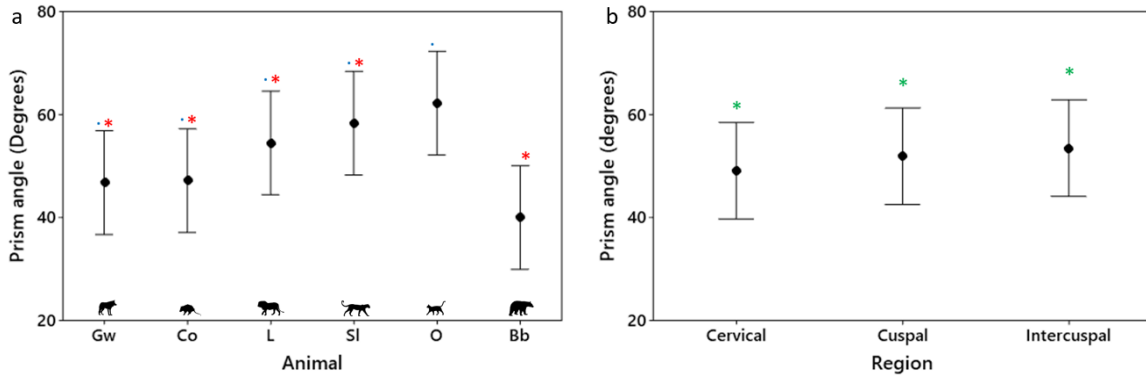 a
80
60
40
20
Prism angle (Degrees)
* * * * *
Gw Co L Sl O Bb
Animal
b
80
60
40
20
Prism angle (degrees)
* * *
Cervical Cuspal Intercuspal
Region